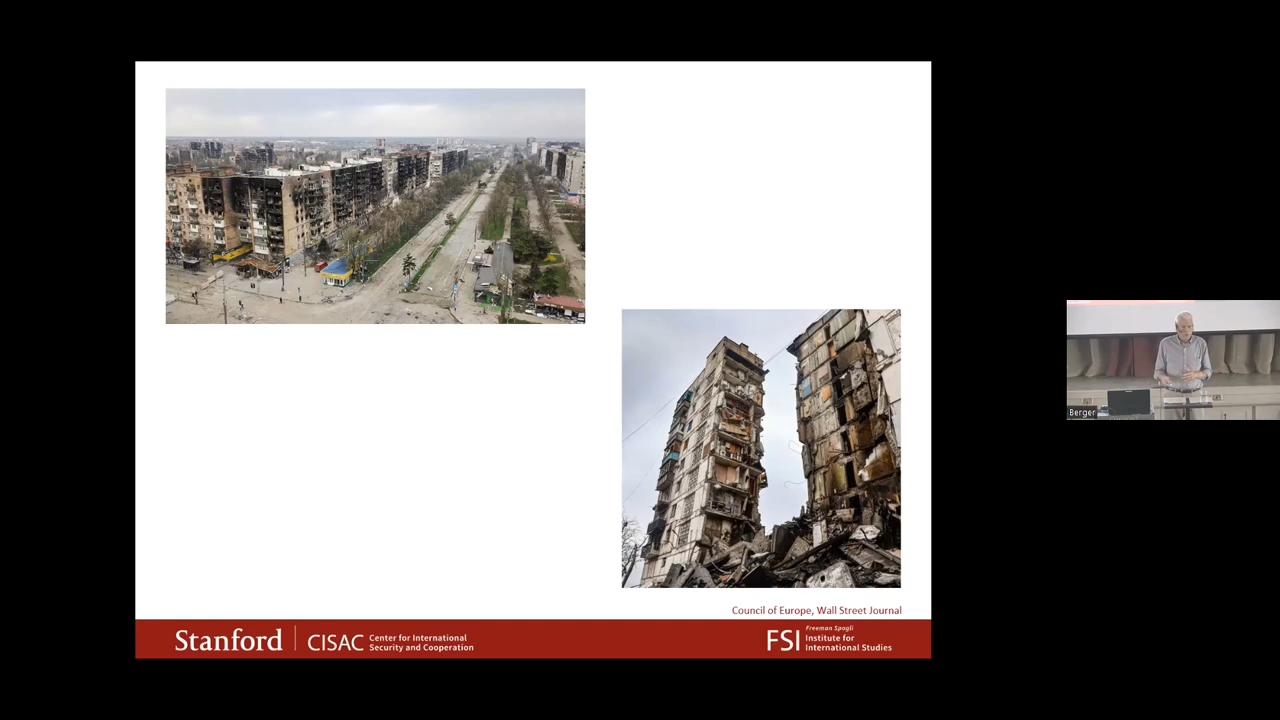 Council of Europe, Wall Street Journal
Stanford
CISAC
Center for International
Security and Cooperation
FSI
Freeman Spogli
Institute for
International Studies
Berger